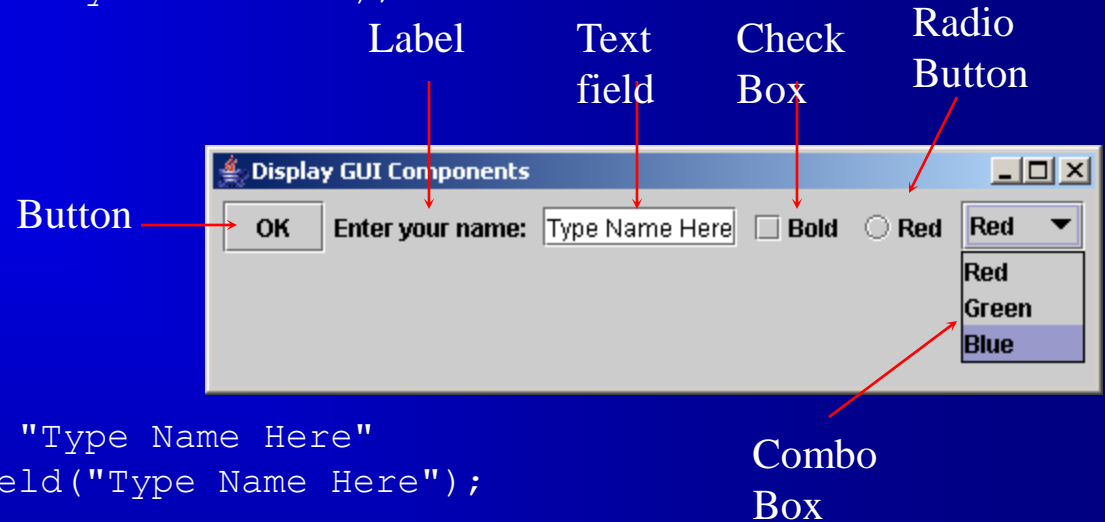 Label
Text
field
Check
Box
Radio
Button
Display GUI Components
Button
OK Enter your name: Type Name Here Bold Red Red
Red
Green
Blue
"Type Name Here"
eld("Type Name Here");
Combo
Box